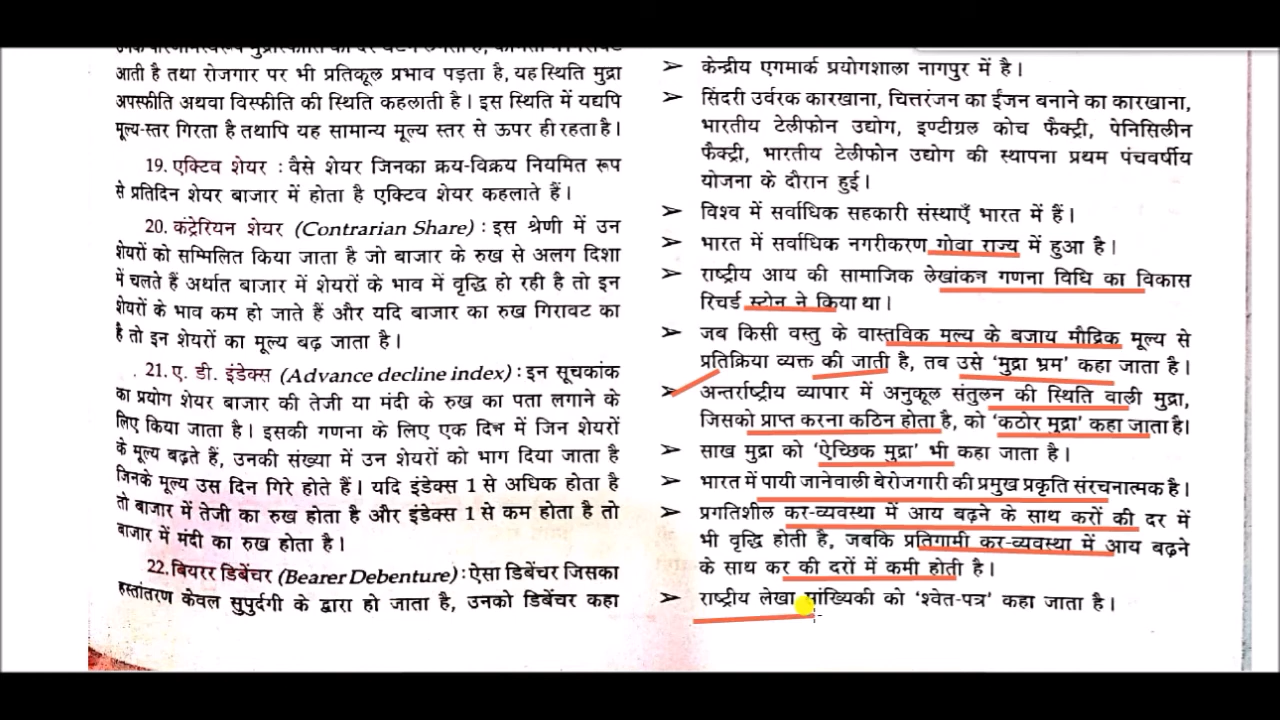 आती है तथा रोजगार पर भी प्रतिकूल प्रभाव पड़ता है, यह स्थिति मुद्रा
अपस्फीति अथवा विस्फीति की स्थिति कहलाती है। इस स्थिति में यद्यपि
मूल्य-स्तर गिरता है तथापि यह सामान्य मूल्य स्तर से ऊपर ही रहता है।
19. एक्टिव शेयर : वैसे शेयर जिनका क्रय-विक्रय नियमित रूप
से प्रतिदिन शेयर बाजार में होता है एक्टिव शेयर कहलाते हैं।
20. कंट्रेरियन शेयर (Contrarian Share) : इस श्रेणी में उन
शेयरों को सम्मिलित किया जाता है जो बाजार के रुख से अलग दिशा
में चलते हैं अर्थात बाजार में शेयरों के भाव में वृद्धि हो रही है तो इन
शेयरों के भाव कम हो जाते हैं और यदि बाजार का रुख गिरावट का
है तो इन शेयरों का मूल्य बढ़ जाता है।
21. ए. डी. इंडेक्स (Advance decline index) : इन सूचकांक
का प्रयोग शेयर बाजार की तेजी या मंदी के रुख का पता लगाने के
लिए किया जाता है। इसकी गणना के लिए एक दिन में जिन शेयरों
के मूल्य बढ़ते हैं, उनकी संख्या में उन शेयरों को भाग दिया जाता है
जिनके मूल्य उस दिन गिरे होते हैं। यदि इंडेक्स 1 से अधिक होता है
तो बाजार में तेजी का रुख होता है और इंडेक्स 1 से कम होता है तो
बाजार में मंदी का रुख होता है।
22. बियरर डिबेंचर (Bearer Debenture) : ऐसा डिबेंचर जिसका
हस्तांतरण केवल सुपुर्दगी के द्वारा हो जाता है, उनको डिबेंचर कहा
➤ केन्द्रीय एगमार्क प्रयोगशाला नागपुर में है।
➤ सिंदरी उर्वरक कारखाना, चित्तरंजन का ईंजन बनाने का कारखाना,
भारतीय टेलीफोन उद्योग, इण्टीग्रल कोच फैक्ट्री, पेनिसिलीन
फैक्ट्री, भारतीय टेलीफोन उद्योग की स्थापना प्रथम पंचवर्षीय
योजना के दौरान हुई।
➤ विश्व में सर्वाधिक सहकारी संस्थाएँ भारत में हैं।
➤ भारत में सर्वाधिक नगरीकरण गोवा राज्य में हुआ है।
➤ राष्ट्रीय आय की सामाजिक लेखांकन गणना विधि का विकास
रिचर्ड स्टोन ने किया था।
➤ जब किसी वस्तु के वास्तविक मूल्य के बजाय मौद्रिक मूल्य से
प्रतिक्रिया व्यक्त की जाती है, तब उसे 'मुद्रा भ्रम' कहा जाता है।
➤ अन्तर्राष्ट्रीय व्यापार में अनुकूल संतुलन की स्थिति वाली मुद्रा,
जिसको प्राप्त करना कठिन होता है, को 'कठोर मुद्रा' कहा जाता है।
➤ साख मुद्रा को 'ऐच्छिक मुद्रा' भी कहा जाता है।
➤ भारत में पायी जानेवाली बेरोजगारी की प्रमुख प्रकृति संरचनात्मक है।
➤ प्रगतिशील कर-व्यवस्था में आय बढ़ने के साथ करों की दर में
भी वृद्धि होती है, जबकि प्रतिगामी कर-व्यवस्था में आय बढ़ने
के साथ कर की दरों में कमी होती है।
➤ राष्ट्रीय लेखा सांख्यिकी को 'श्वेत-पत्र' कहा जाता है।